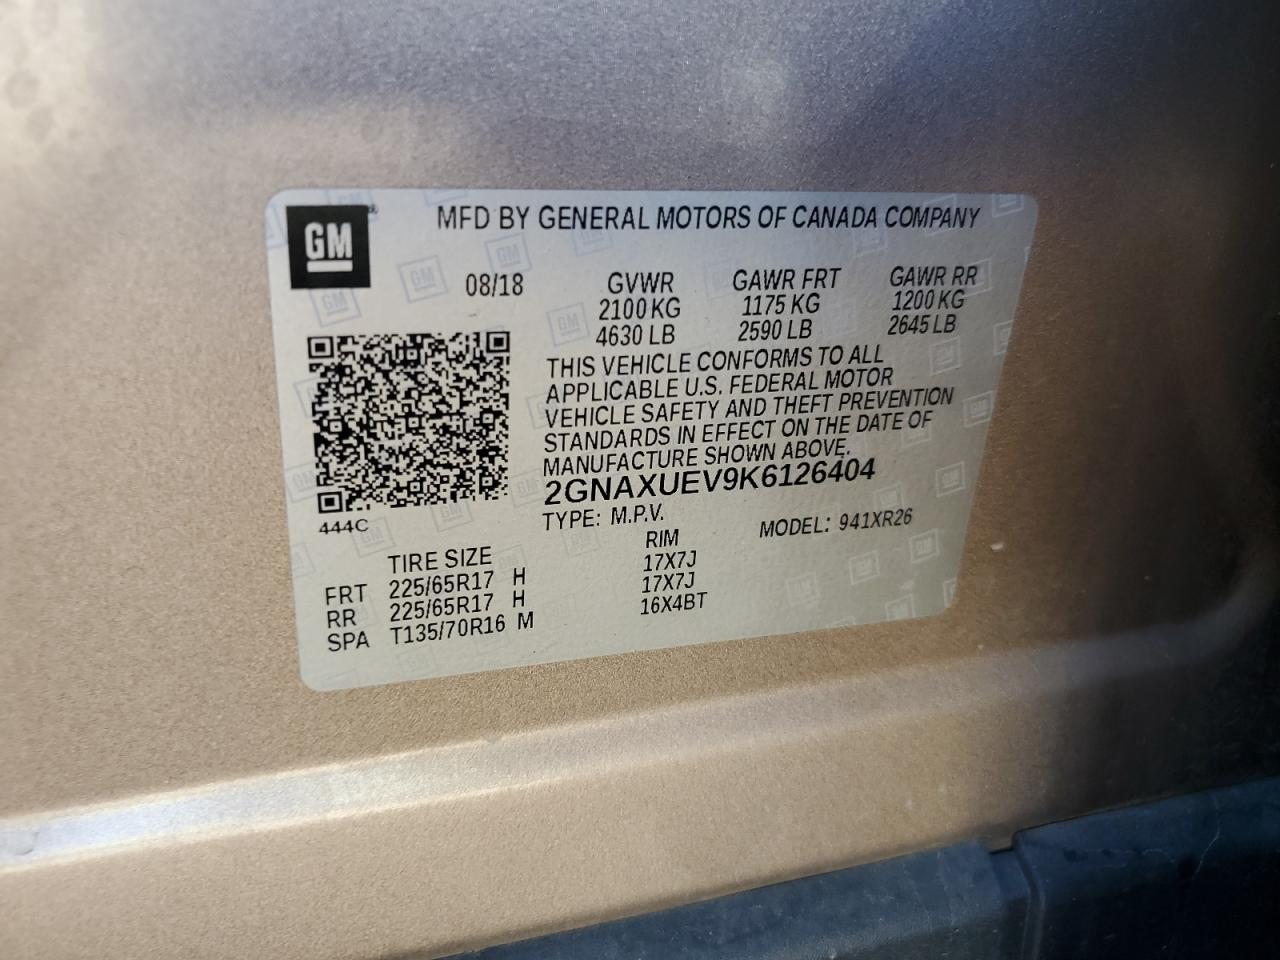 GM
MFD BY GENERAL MOTORS OF CANADA COMPANY
08/18 GVWR GAWR FRT GAWR RR
2100 KG 1175 KG 1200 KG
4630 LB 2590 LB 2645 LB
THIS VEHICLE CONFORMS TO ALL
APPLICABLE U.S. FEDERAL MOTOR
VEHICLE SAFETY AND THEFT PREVENTION
STANDARDS IN EFFECT ON THE DATE OF
MANUFACTURE SHOWN ABOVE.
2GNAXUEV9K6126404
444C
TYPE: M.P.V. MODEL: 941XR26
TIRE SIZE RIM
FRT 225/65R17 H 17X7J
RR 225/65R17 H 17X7J
SPA T135/70R16 M 16X4BT